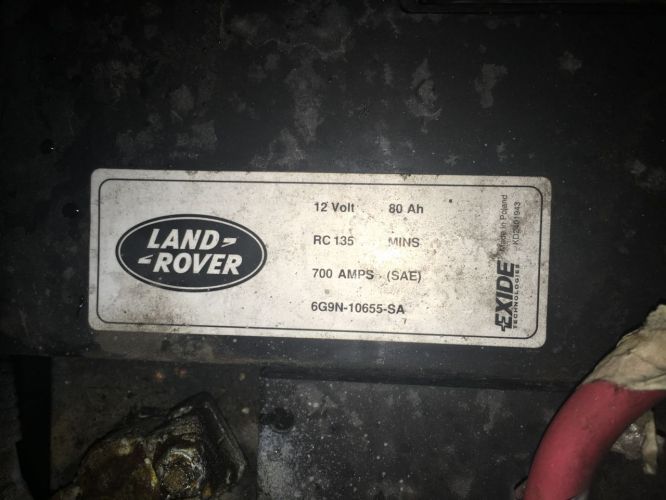 LAND-
-ROVER
12 Volt 80 Ah
RC 135 MINS
700 AMPS (SAE)
6G9N-10655-SA
EXIDE
TECHNOLOGIES
Made in Poland